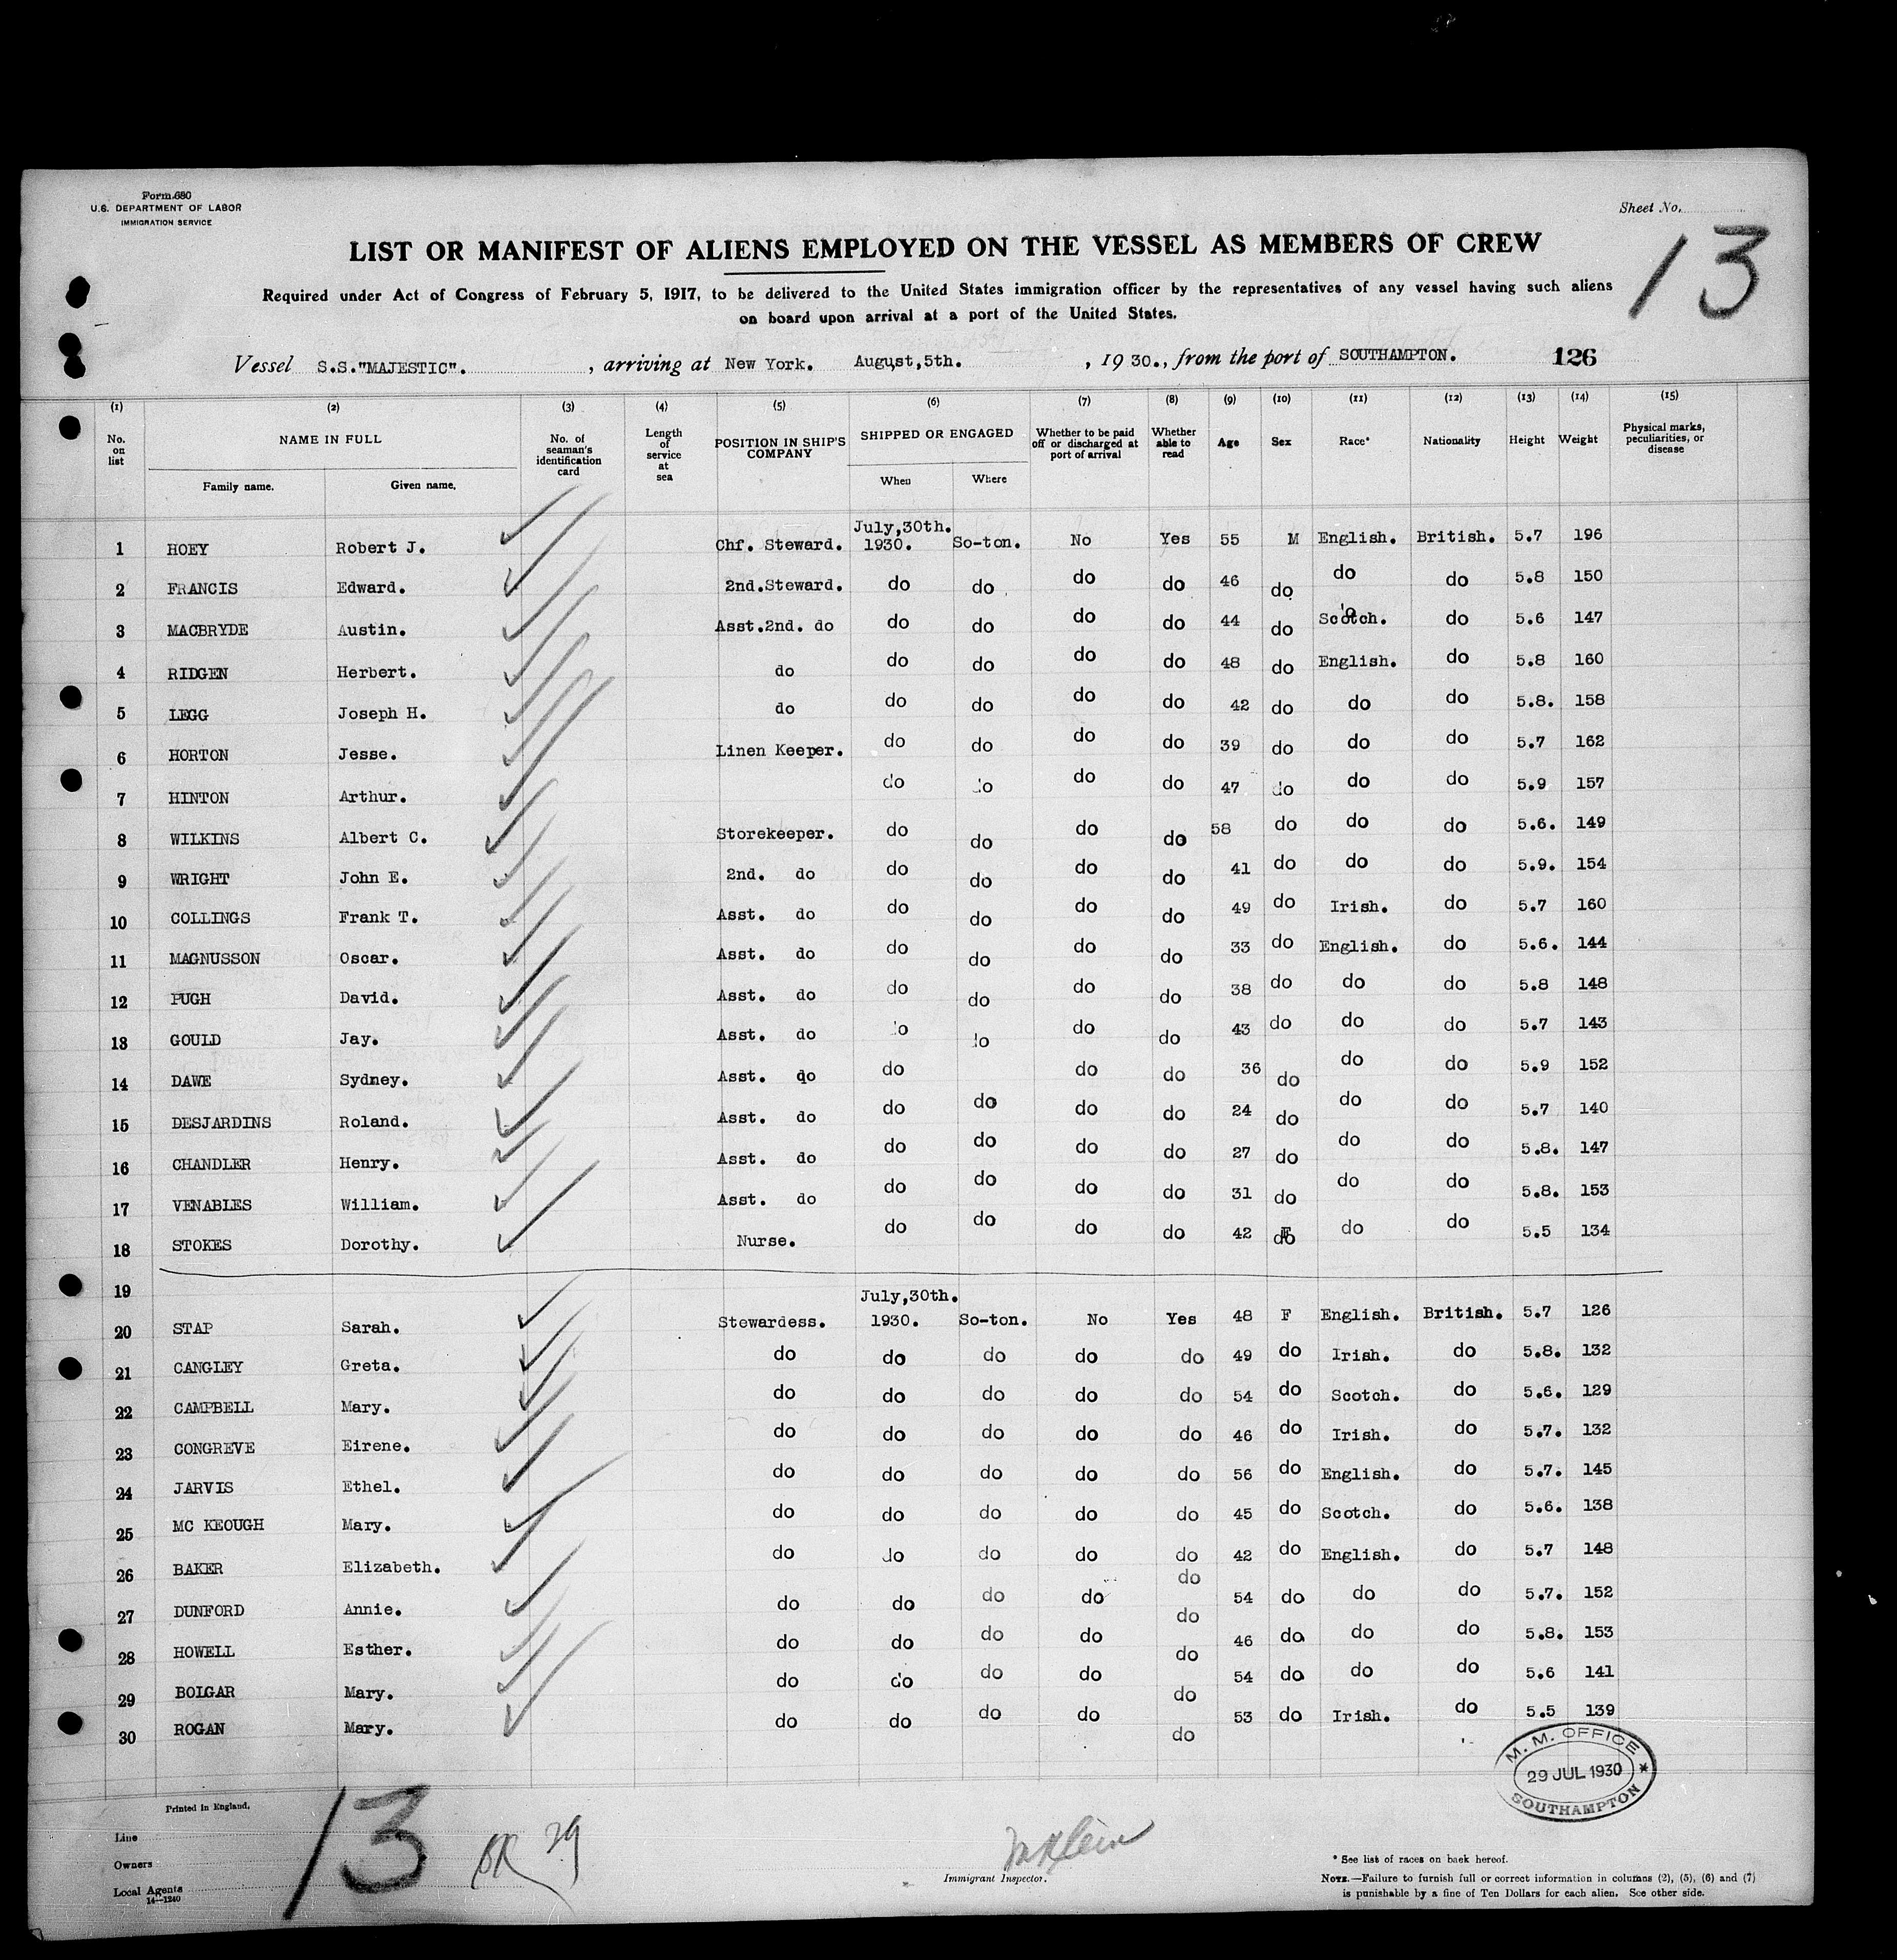 Form 680
U.S. DEPARTMENT OF LABOR
IMMIGRATION SERVICE
Sheet No.
13
LIST OR MANIFEST OF ALIENS EMPLOYED ON THE VESSEL AS MEMBERS OF CREW
Required under Act of Congress of February 5, 1917, to be delivered to the United States immigration officer by the representatives of any vessel having such aliens
on board upon arrival at a port of the United States.
Vessel S.S."MAJESTIC". , arriving at New York. August,5th. , 1930., from the port of SOUTHAMPTON. 126
(1) (2) (3) (4) (5) (6) (7) (8) (9) (10) (11) (12) (13) (14) (15)
No. on list NAME IN FULL Family name. Given name. No. of seaman's identification card Length of service at sea POSITION IN SHIP'S COMPANY SHIPPED OR ENGAGED When Where Whether to be paid off or discharged at port of arrival Whether able to read Age Sex Race* Nationality Height Weight Physical marks, peculiarities, or disease
1 HOEY Robert J. Chf. Steward. July,30th. 1930. So-ton. No Yes 55 M English. British. 5.7 196
2 FRANCIS Edward. 2nd.Steward. do do do do 46 do do do 5.8 150
3 MACBRYDE Austin. Asst.2nd. do do do do do 44 do Scotch. do 5.6 147
4 RIDGEN Herbert. do do do do do 48 do English. do 5.8 160
5 LEGG Joseph H. do do do do do 42 do do do 5.8. 158
6 HORTON Jesse. Linen Keeper. do do do do 39 do do do 5.7 162
7 HINTON Arthur. do do do do 47 do do do 5.9 157
8 WILKINS Albert C. Storekeeper. do do do do 58 do do do 5.6. 149
9 WRIGHT John E. 2nd. do do do do do 41 do do do 5.9. 154
10 COLLINGS Frank T. Asst. do do do do do 49 do Irish. do 5.7 160
11 MAGNUSSON Oscar. Asst. do do do do do 33 do English. do 5.6. 144
12 PUGH David. Asst. do do do do do 38 do do do 5.8 148
13 GOULD Jay. Asst. do do do do do 43 do do do 5.7 143
14 DAWE Sydney. Asst. do do do do 36 do do do 5.9 152
15 DESJARDINS Roland. Asst. do do do do do 24 do do do 5.7 140
16 CHANDLER Henry. Asst. do do do do do 27 do do do 5.8. 147
17 VENABLES William. Asst. do do do do do 31 do do do 5.8. 153
18 STOKES Dorothy. Nurse. do do do do 42 F do do 5.5 134
19
20 STAP Sarah. Stewardess. July,30th. 1930. So-ton. No Yes 48 F English. British. 5.7 126
21 CANGLEY Greta. do do do do do 49 do Irish. do 5.8. 132
22 CAMPBELL Mary. do do do do do 54 do Scotch. do 5.6. 129
23 CONGREVE Eirene. do do do do do 46 do Irish. do 5.7. 132
24 JARVIS Ethel. do do do do do 56 do English. do 5.7. 145
25 MC KEOUGH Mary. do do do do do 45 do Scotch. do 5.6. 138
26 BAKER Elizabeth. do do do do do 42 do English. do 5.7 148
27 DUNFORD Annie. do do do do do 54 do do do 5.7. 152
28 HOWELL Esther. do do do do do 46 do do do 5.8. 153
29 BOLGAR Mary. do do do do do 54 do do do 5.6 141
30 ROGAN Mary. do do do do do 53 do Irish. do 5.5 139
do
M. M. OFFICE
29 JUL 1930
SOUTHAMPTON
Printed in England.
Line
Owners
Local Agents
14—1240
13
29
Immigrant Inspector.
* See list of races on back hereof.
NOTE.—Failure to furnish full or correct information in columns (2), (5), (6) and (7)
is punishable by a fine of Ten Dollars for each alien. See other side.